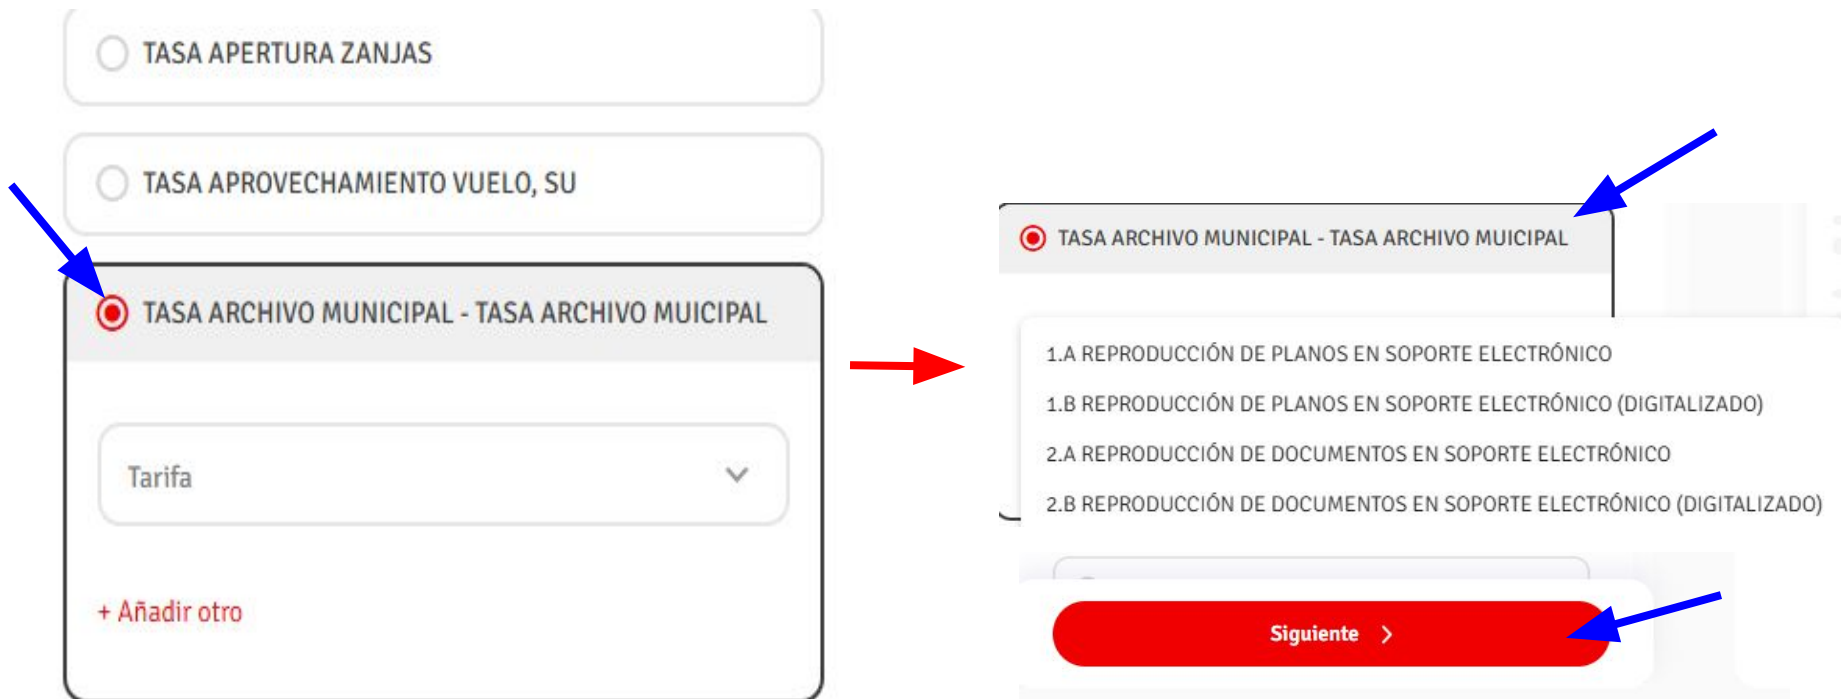 TASA APERTURA ZANJAS
TASA APROVECHAMIENTO VUELO, SU
TASA ARCHIVO MUNICIPAL - TASA ARCHIVO MUICIPAL
Tarifa
+ Añadir otro
TASA ARCHIVO MUNICIPAL - TASA ARCHIVO MUICIPAL
1.A REPRODUCCIÓN DE PLANOS EN SOPORTE ELECTRÓNICO
1.B REPRODUCCIÓN DE PLANOS EN SOPORTE ELECTRÓNICO (DIGITALIZADO)
2.A REPRODUCCIÓN DE DOCUMENTOS EN SOPORTE ELECTRÓNICO
2.B REPRODUCCIÓN DE DOCUMENTOS EN SOPORTE ELECTRÓNICO (DIGITALIZADO)
Siguiente